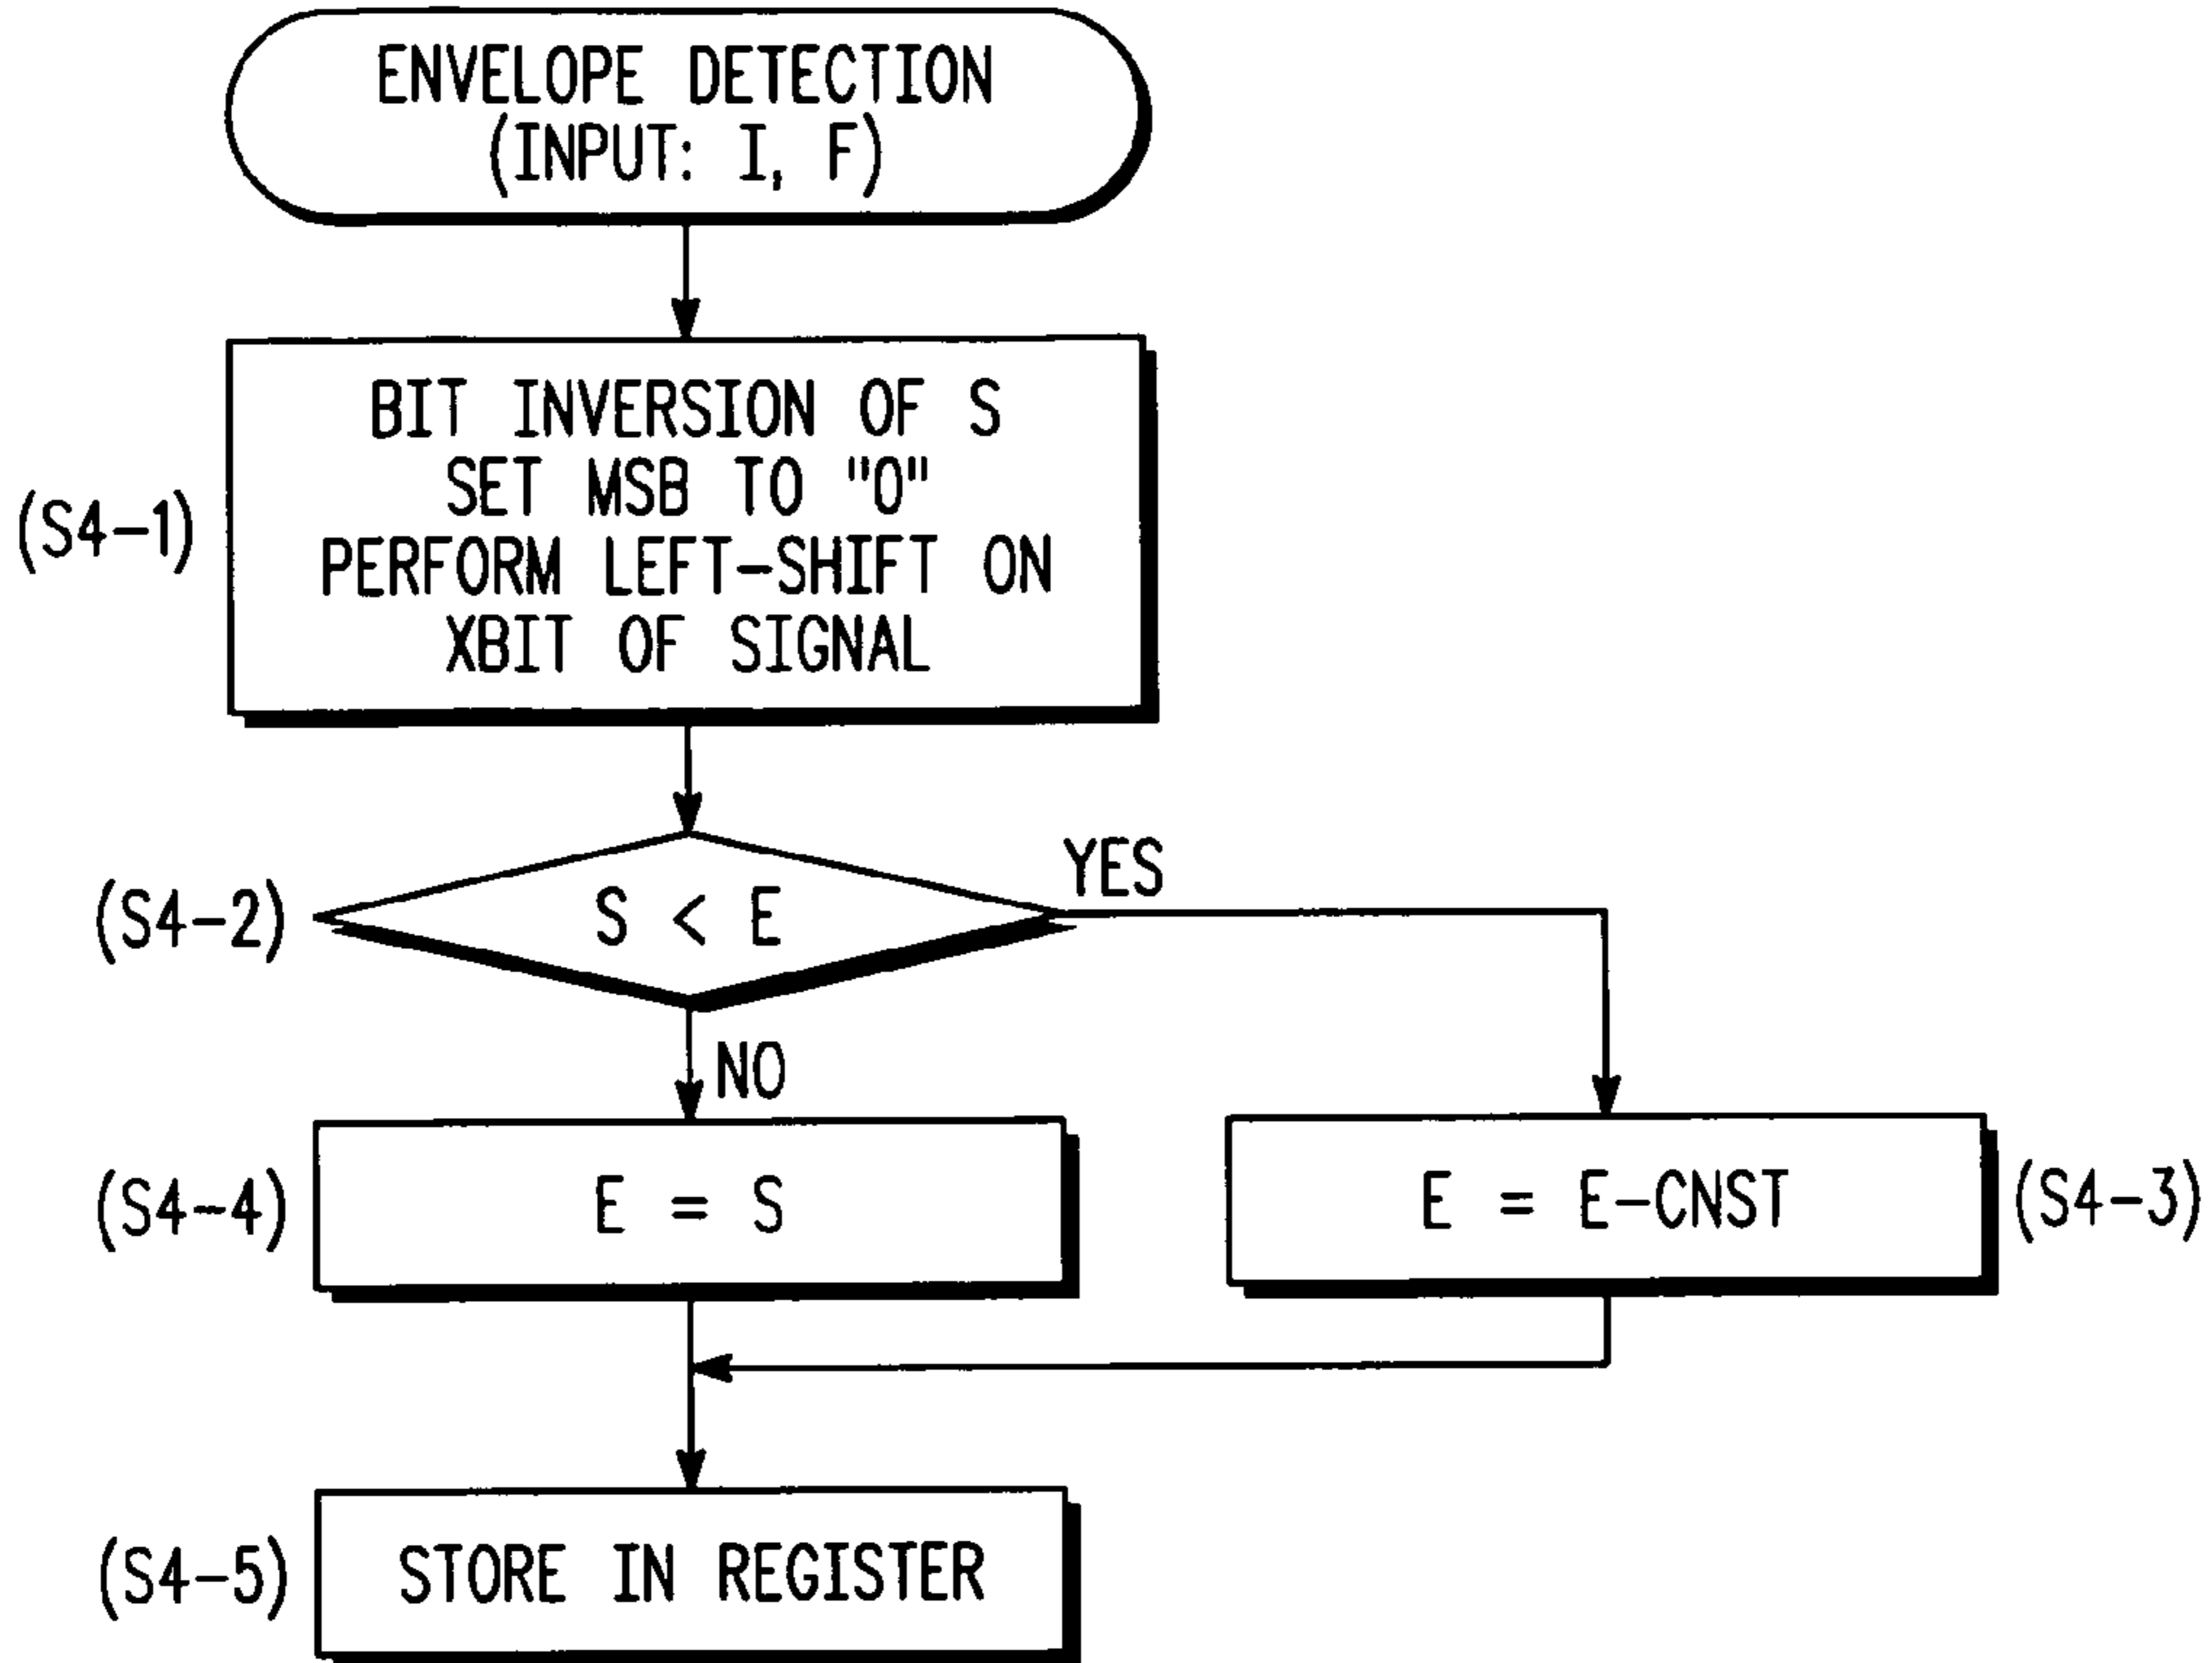 ENVELOPE DETECTION
(INPUT: I, F)
BIT INVERSION OF S
SET MSB TO "0"
PERFORM LEFT-SHIFT ON
XBIT OF SIGNAL
(S4-1)
(S4-2)
S < E
YES
NO
(S4-4)
E = S
E = E-CNST
(S4-3)
(S4-5)
STORE IN REGISTER